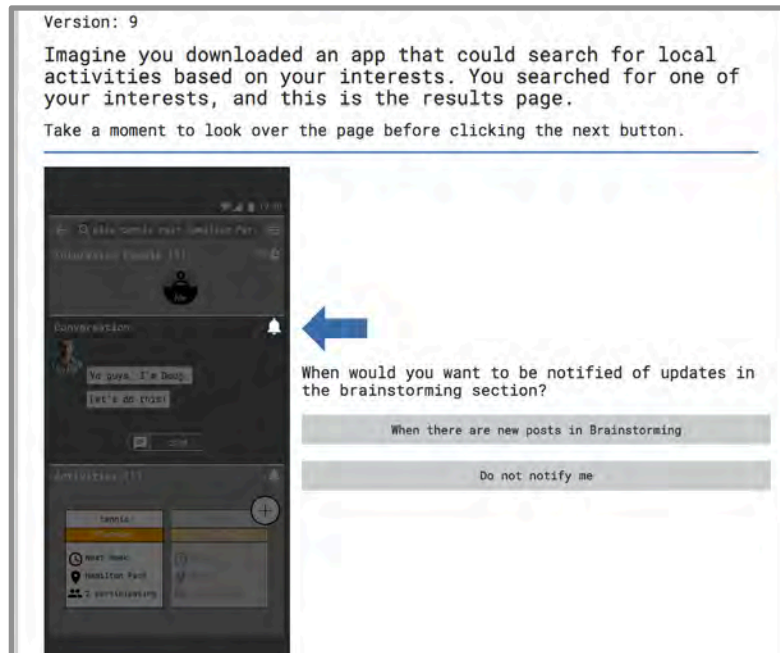 Version: 9
Imagine you downloaded an app that could search for local
activities based on your interests. You searched for one of
your interests, and this is the results page.
Take a moment to look over the page before clicking the next button.
Conversation
Yo guys, I'm Doug.
Let's do this!
When would you want to be notified of updates in
the brainstorming section?
When there are new posts in Brainstorming
Do not notify me
Activities (1)
tennis
Next Week
Hamilton Park
2 participating